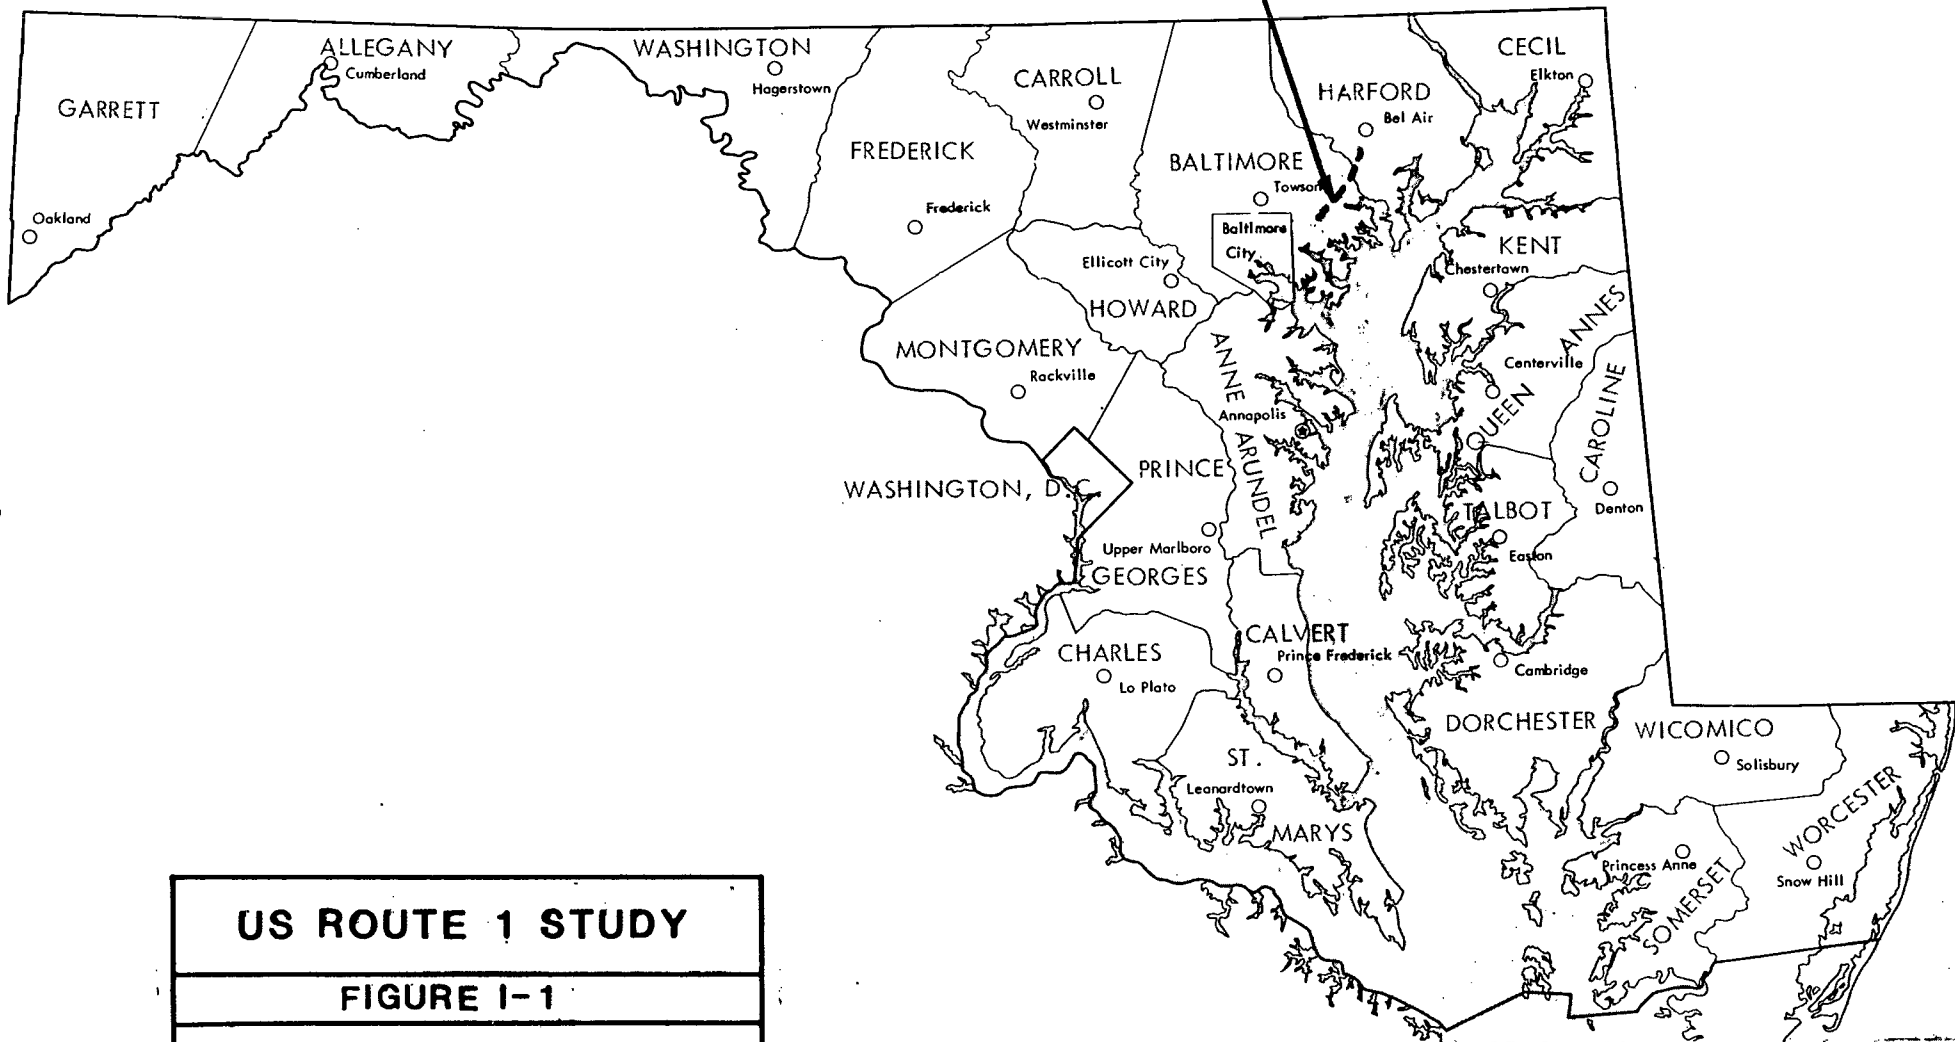 ALLEGANY
Cumberland
WASHINGTON
Hagerstown
GARRETT
Oakland
FREDERICK
Frederick
CARROLL
Westminster
BALTIMORE
Towson
Baltimore
City
HARFORD
Bel Air
CECIL
Elkton
KENT
Chestertown
Ellicott City
HOWARD
MONTGOMERY
Rockville
ANNE ARUNDEL
Annapolis
QUEEN ANNES
Centerville
CAROLINE
Denton
WASHINGTON, D.C
PRINCE
Upper Marlboro
GEORGES
TALBOT
Easton
CHARLES
Lo Plato
CALVERT
Prince Frederick
Cambridge
DORCHESTER
WICOMICO
Solisbury
ST.
Leonardtown
MARYS
Princess Anne
SOMERSET
WORCESTER
Snow Hill
US ROUTE 1 STUDY
FIGURE I-1